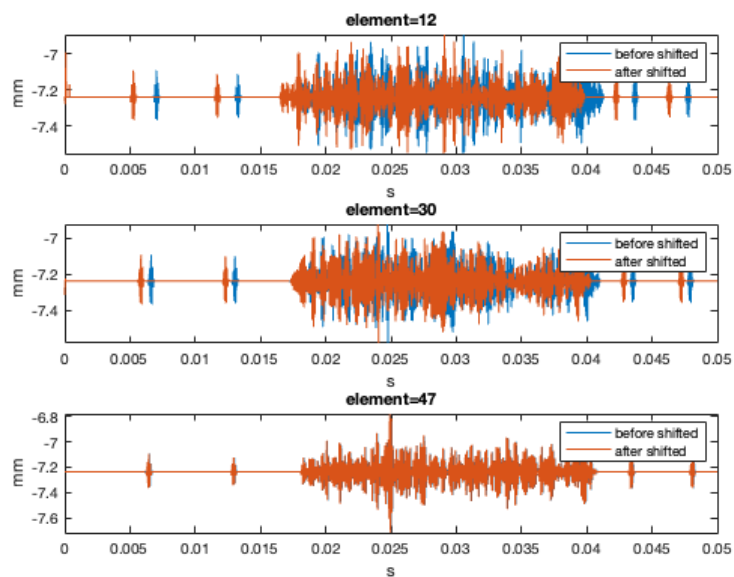 element=12
before shifted
after shifted
-7
-7.2
-7.4
mm
0 0.005 0.01 0.015 0.02 0.025 0.03 0.035 0.04 0.045 0.05
s
element=30
before shifted
after shifted
-7
-7.2
-7.4
mm
0 0.005 0.01 0.015 0.02 0.025 0.03 0.035 0.04 0.045 0.05
s
element=47
before shifted
after shifted
-6.8
-7
-7.2
-7.4
-7.6
mm
0 0.005 0.01 0.015 0.02 0.025 0.03 0.035 0.04 0.045 0.05
s